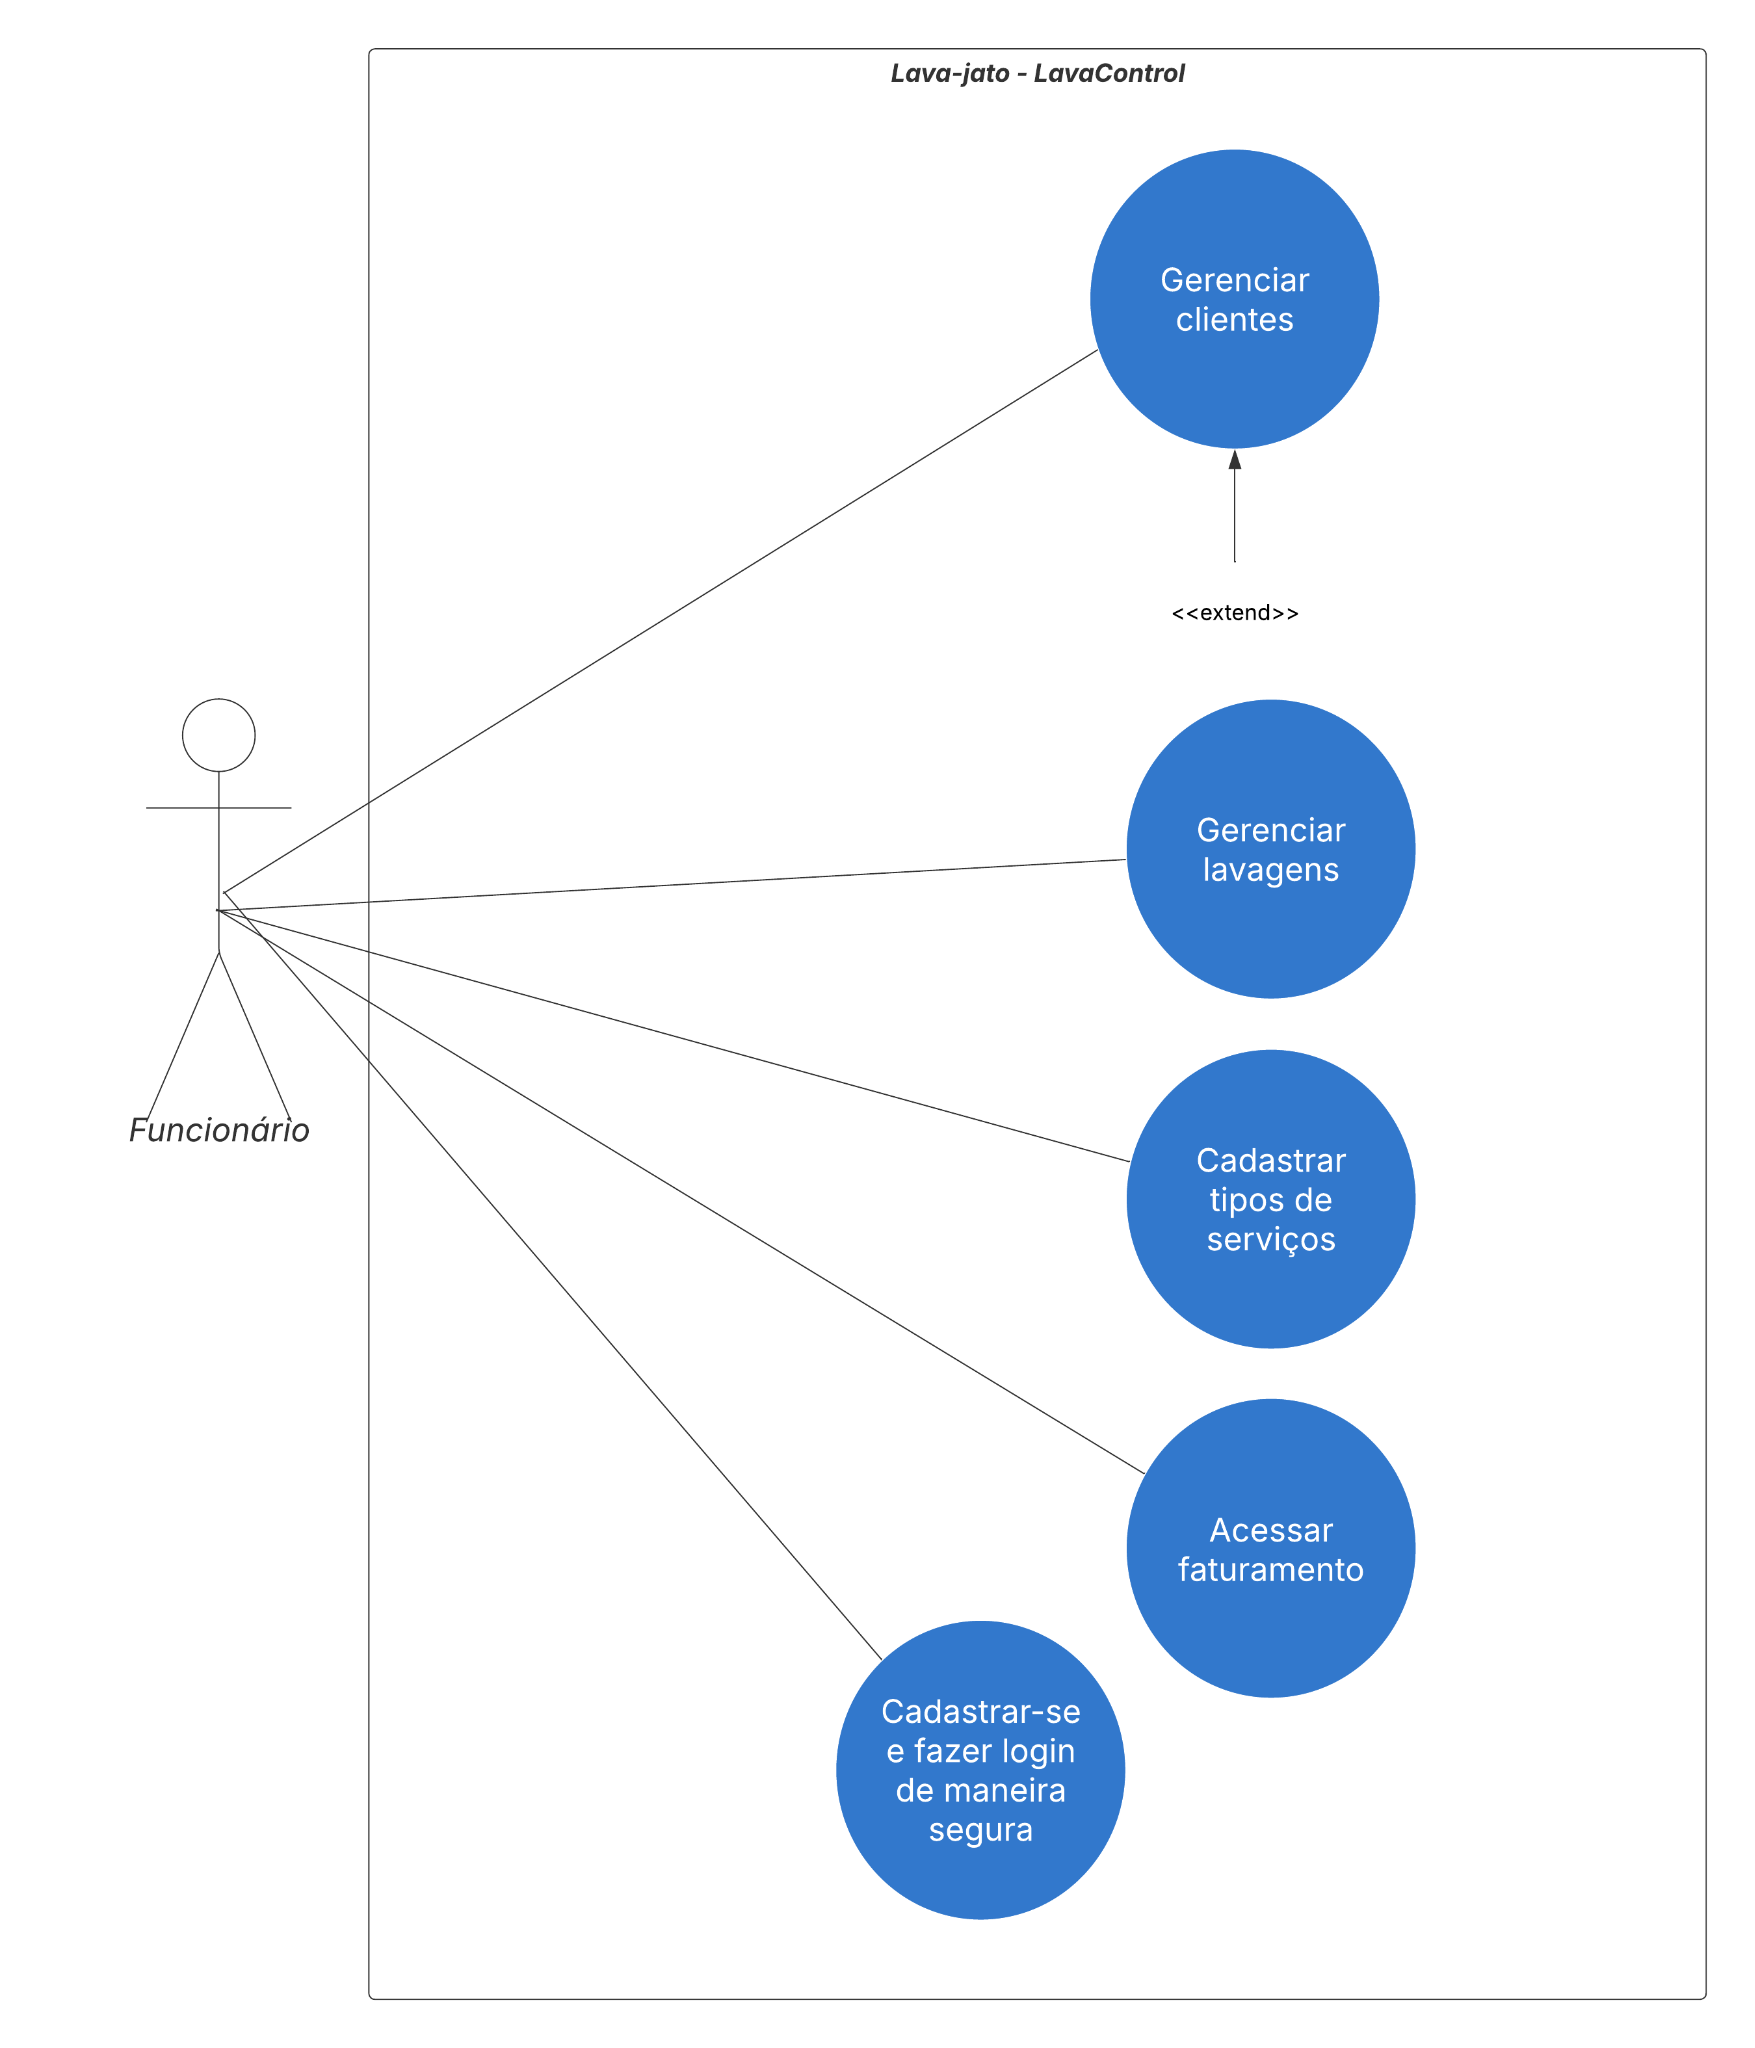 Lava-jato - LavaControl
Gerenciar
clientes
<<extend>>
Gerenciar
lavagens
Funcionário
Cadastrar
tipos de
serviços
Acessar
faturamento
Cadastrar-se
e fazer login
de maneira
segura